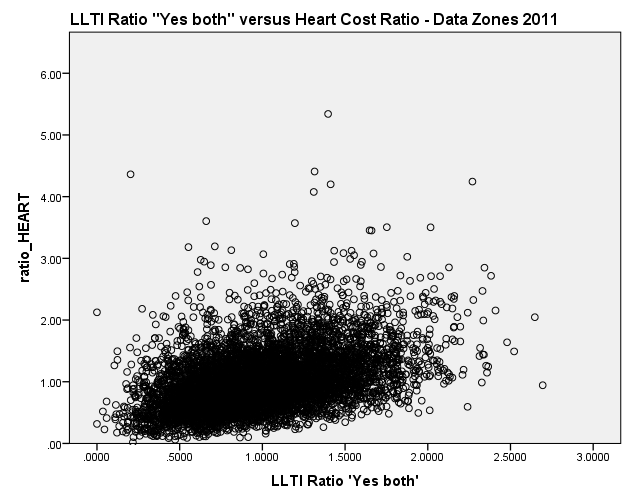 LLTI Ratio "Yes both" versus Heart Cost Ratio - Data Zones 2011
6.00
5.00
4.00
3.00
2.00
1.00
.00
ratio_HEART
.0000 .5000 1.0000 1.5000 2.0000 2.5000 3.0000
LLTI Ratio 'Yes both'